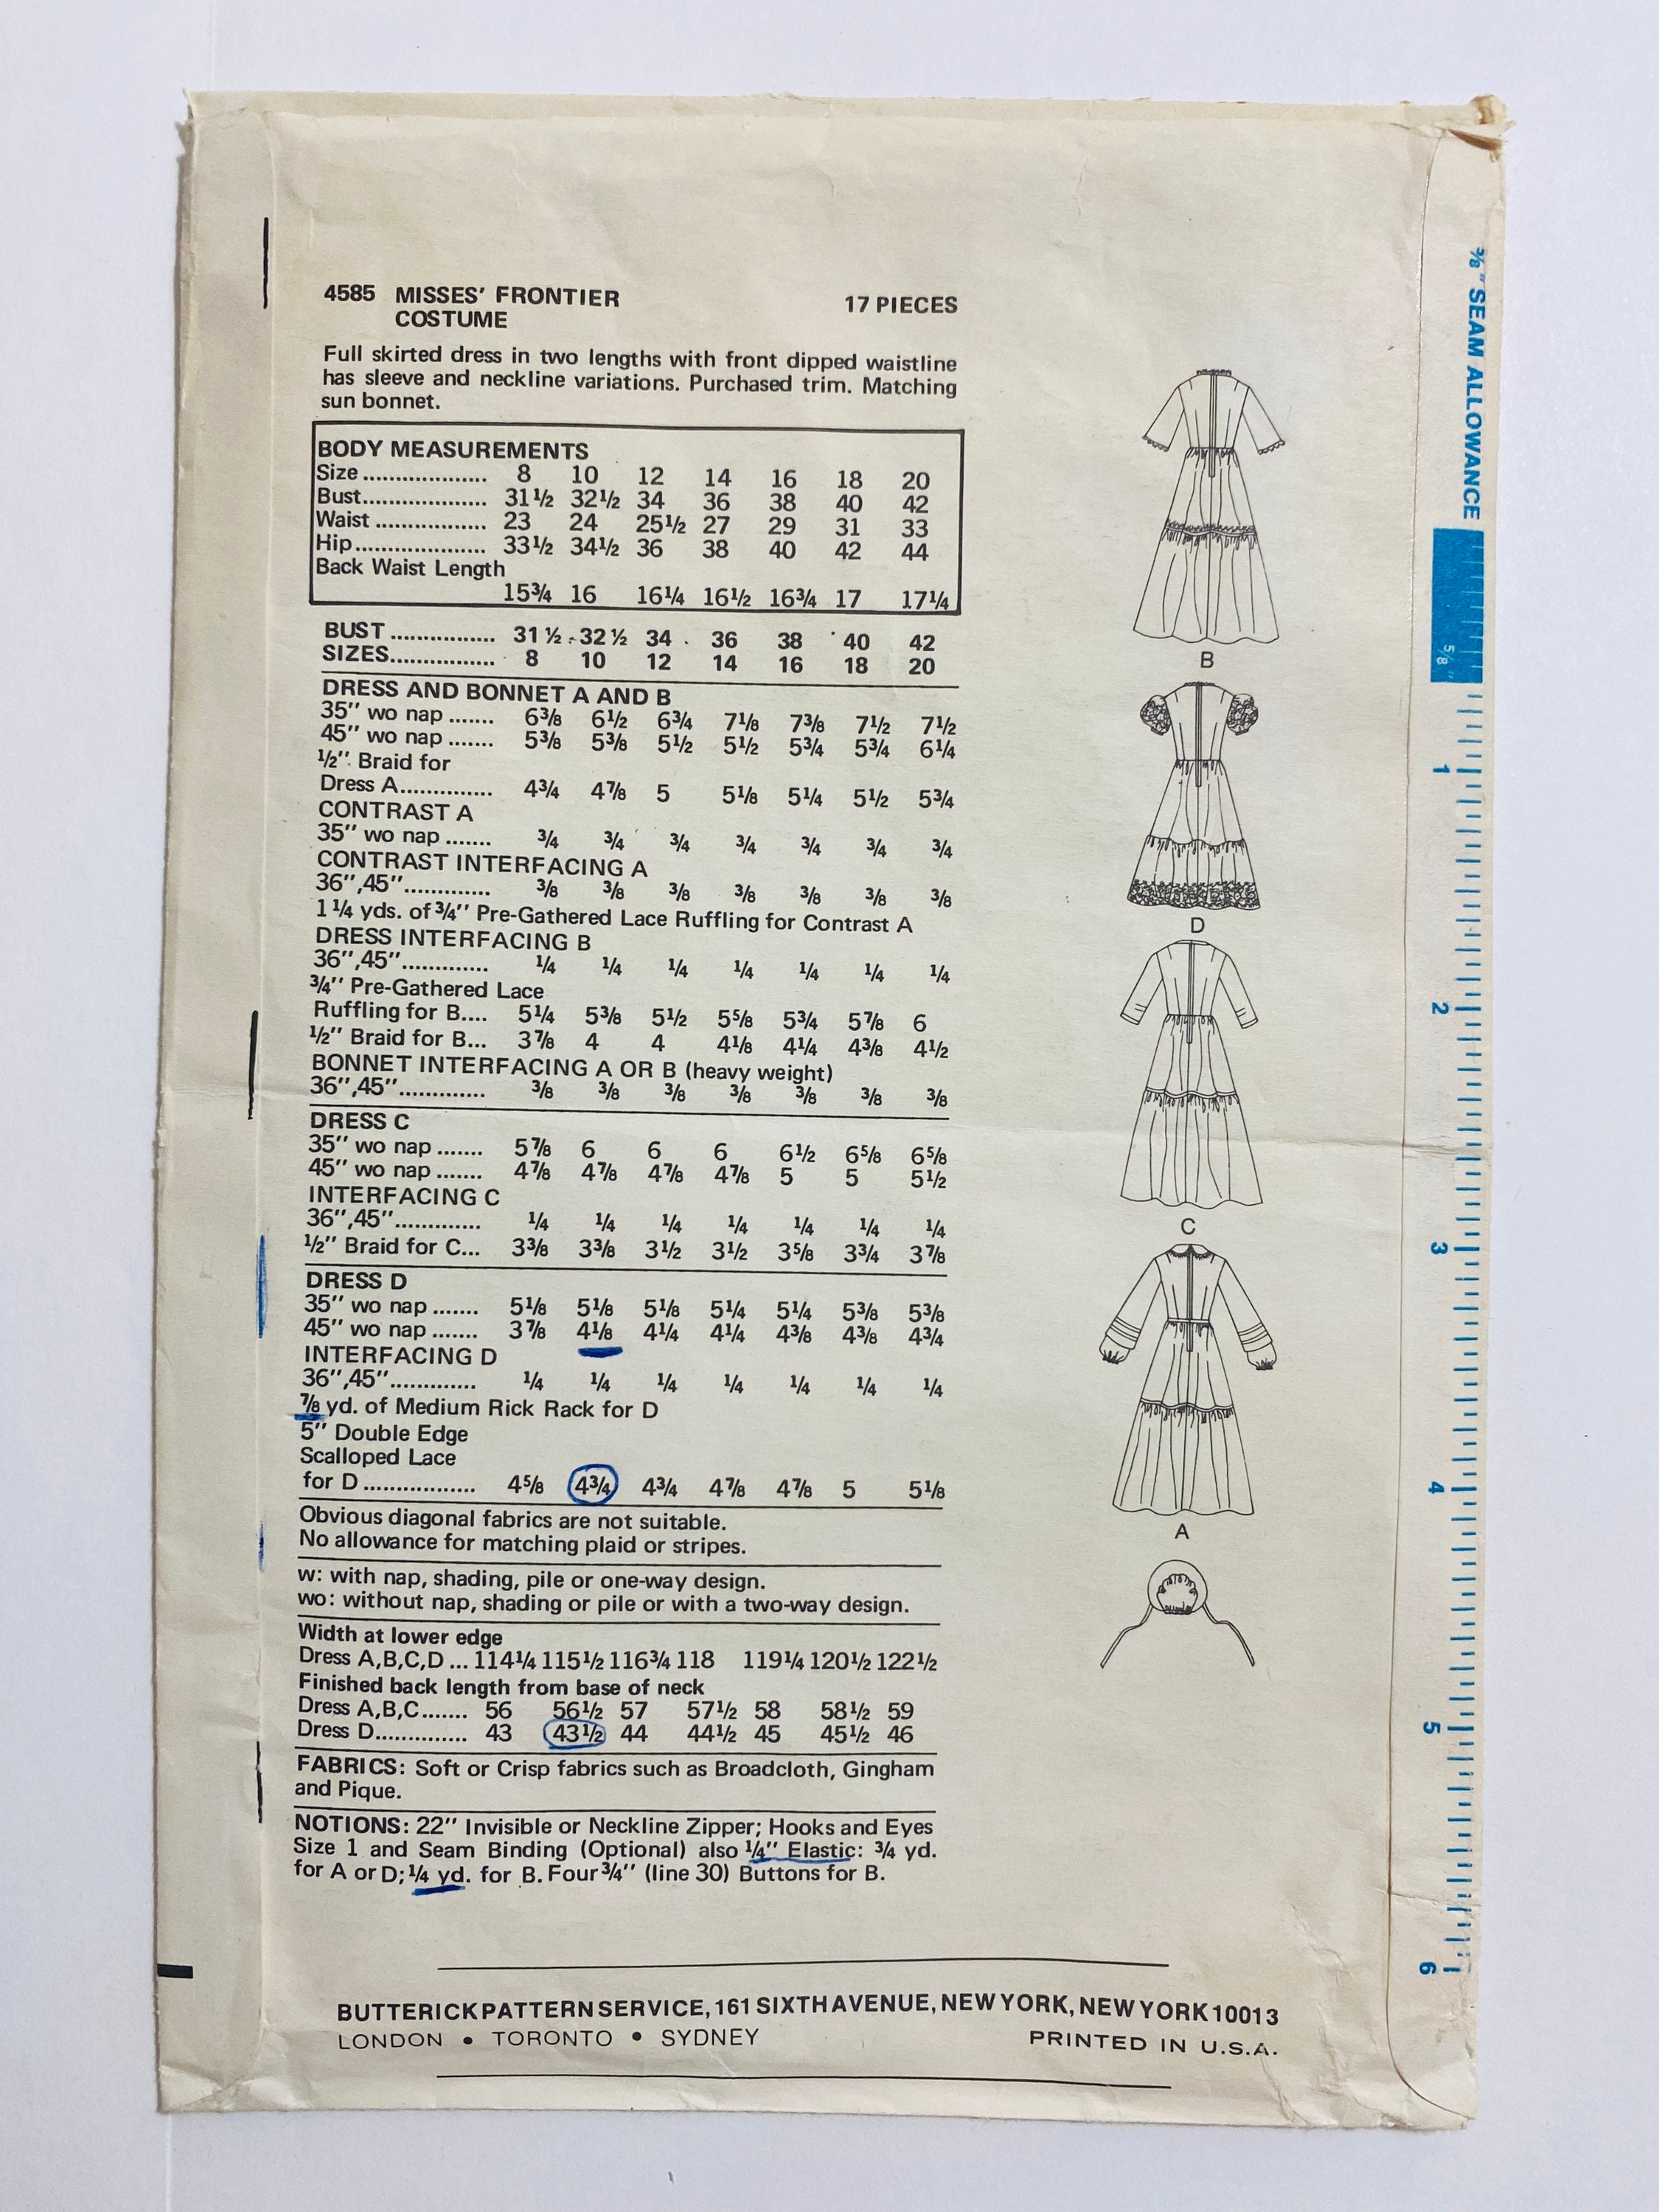 4585 MISSES' FRONTIER 17 PIECES
COSTUME
Full skirted dress in two lengths with front dipped waistline
has sleeve and neckline variations. Purchased trim. Matching
sun bonnet.
BODY MEASUREMENTS
Size ................... 8 10 12 14 16 18 20
Bust................... 31½ 32½ 34 36 38 40 42
Waist ................. 23 24 25½ 27 29 31 33
Hip.................... 33½ 34½ 36 38 40 42 44
Back Waist Length
15¾ 16 16¼ 16½ 16¾ 17 17¼
BUST ................ 31 ½ 32 ½ 34 36 38 40 42
SIZES................. 8 10 12 14 16 18 20
DRESS AND BONNET A AND B
35" wo nap ....... 6⅜ 6½ 6¾ 7⅛ 7⅜ 7½ 7½
45" wo nap ....... 5⅜ 5⅜ 5½ 5½ 5¾ 5¾ 6¼
½" Braid for
Dress A.............. 4¾ 4⅞ 5 5⅛ 5¼ 5½ 5¾
CONTRAST A
35" wo nap ....... ¾ ¾ ¾ ¾ ¾ ¾ ¾
CONTRAST INTERFACING A
36",45"............. ⅜ ⅜ ⅜ ⅜ ⅜ ⅜ ⅜
1¼ yds. of ¾" Pre-Gathered Lace Ruffling for Contrast A
DRESS INTERFACING B
36",45"............. ¼ ¼ ¼ ¼ ¼ ¼ ¼
¾" Pre-Gathered Lace
Ruffling for B.... 5¼ 5⅜ 5½ 5⅝ 5¾ 5⅞ 6
½" Braid for B... 3⅞ 4 4 4⅛ 4¼ 4⅜ 4½
BONNET INTERFACING A OR B (heavy weight)
36",45"............. ⅜ ⅜ ⅜ ⅜ ⅜ ⅜ ⅜
DRESS C
35" wo nap ....... 5⅞ 6 6 6 6½ 6⅝ 6⅝
45" wo nap ....... 4⅞ 4⅞ 4⅞ 4⅞ 5 5 5½
INTERFACING C
36",45"............. ¼ ¼ ¼ ¼ ¼ ¼ ¼
½" Braid for C... 3⅜ 3⅜ 3½ 3½ 3⅝ 3¾ 3⅞
DRESS D
35" wo nap ....... 5⅛ 5⅛ 5⅛ 5¼ 5¼ 5⅜ 5⅜
45" wo nap ....... 3⅞ 4⅛ 4¼ 4¼ 4⅜ 4⅜ 4¾
INTERFACING D
36",45"............. ¼ ¼ ¼ ¼ ¼ ¼ ¼
⅞ yd. of Medium Rick Rack for D
5" Double Edge
Scalloped Lace
for D ................. 4⅝ 4¾ 4¾ 4⅞ 4⅞ 5 5⅛
Obvious diagonal fabrics are not suitable.
No allowance for matching plaid or stripes.
w: with nap, shading, pile or one-way design.
wo: without nap, shading or pile or with a two-way design.
Width at lower edge
Dress A,B,C,D ... 114¼ 115½ 116¾ 118 119¼ 120½ 122½
Finished back length from base of neck
Dress A,B,C....... 56 56½ 57 57½ 58 58½ 59
Dress D.............. 43 43½ 44 44½ 45 45½ 46
FABRICS: Soft or Crisp fabrics such as Broadcloth, Gingham
and Pique.
NOTIONS: 22" Invisible or Neckline Zipper; Hooks and Eyes
Size 1 and Seam Binding (Optional) also ¼" Elastic: ¾ yd.
for A or D; ¼ yd. for B. Four ¾" (line 30) Buttons for B.
BUTTERICK PATTERN SERVICE, 161 SIXTH AVENUE, NEW YORK, NEW YORK 10013
LONDON • TORONTO • SYDNEY PRINTED IN U.S.A.
B
D
C
A
⅝" SEAM ALLOWANCE
5/8"
1
2
3
4
5
6